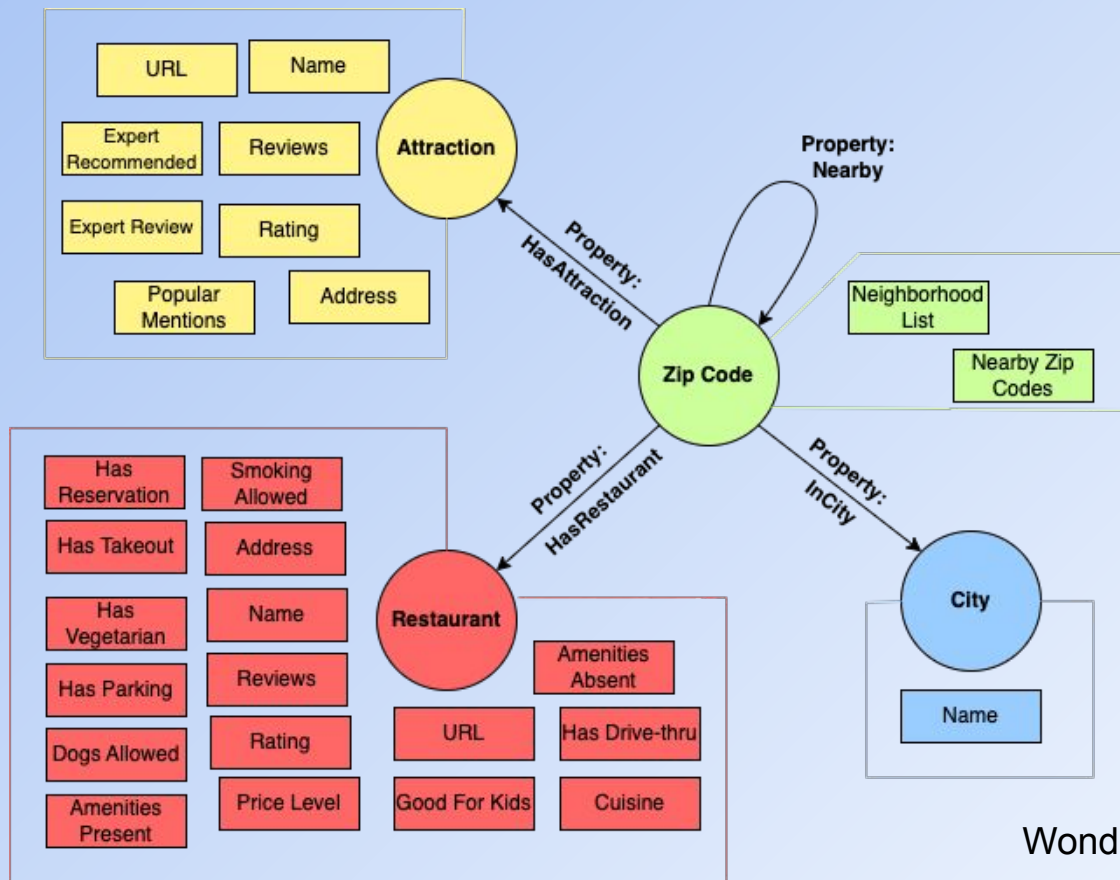 URL
Name
Expert
Recommended
Reviews
Expert Review
Rating
Popular
Mentions
Address
Attraction
Property:
HasAttraction
Property:
Nearby
Zip Code
Neighborhood
List
Nearby Zip
Codes
Property:
HasRestaurant
Property:
InCity
Has
Reservation
Smoking
Allowed
Has Takeout
Address
Has
Vegetarian
Name
Has Parking
Reviews
Dogs Allowed
Rating
Amenities
Present
Price Level
Restaurant
Amenities
Absent
URL
Has Drive-thru
Good For Kids
Cuisine
City
Name
Wond